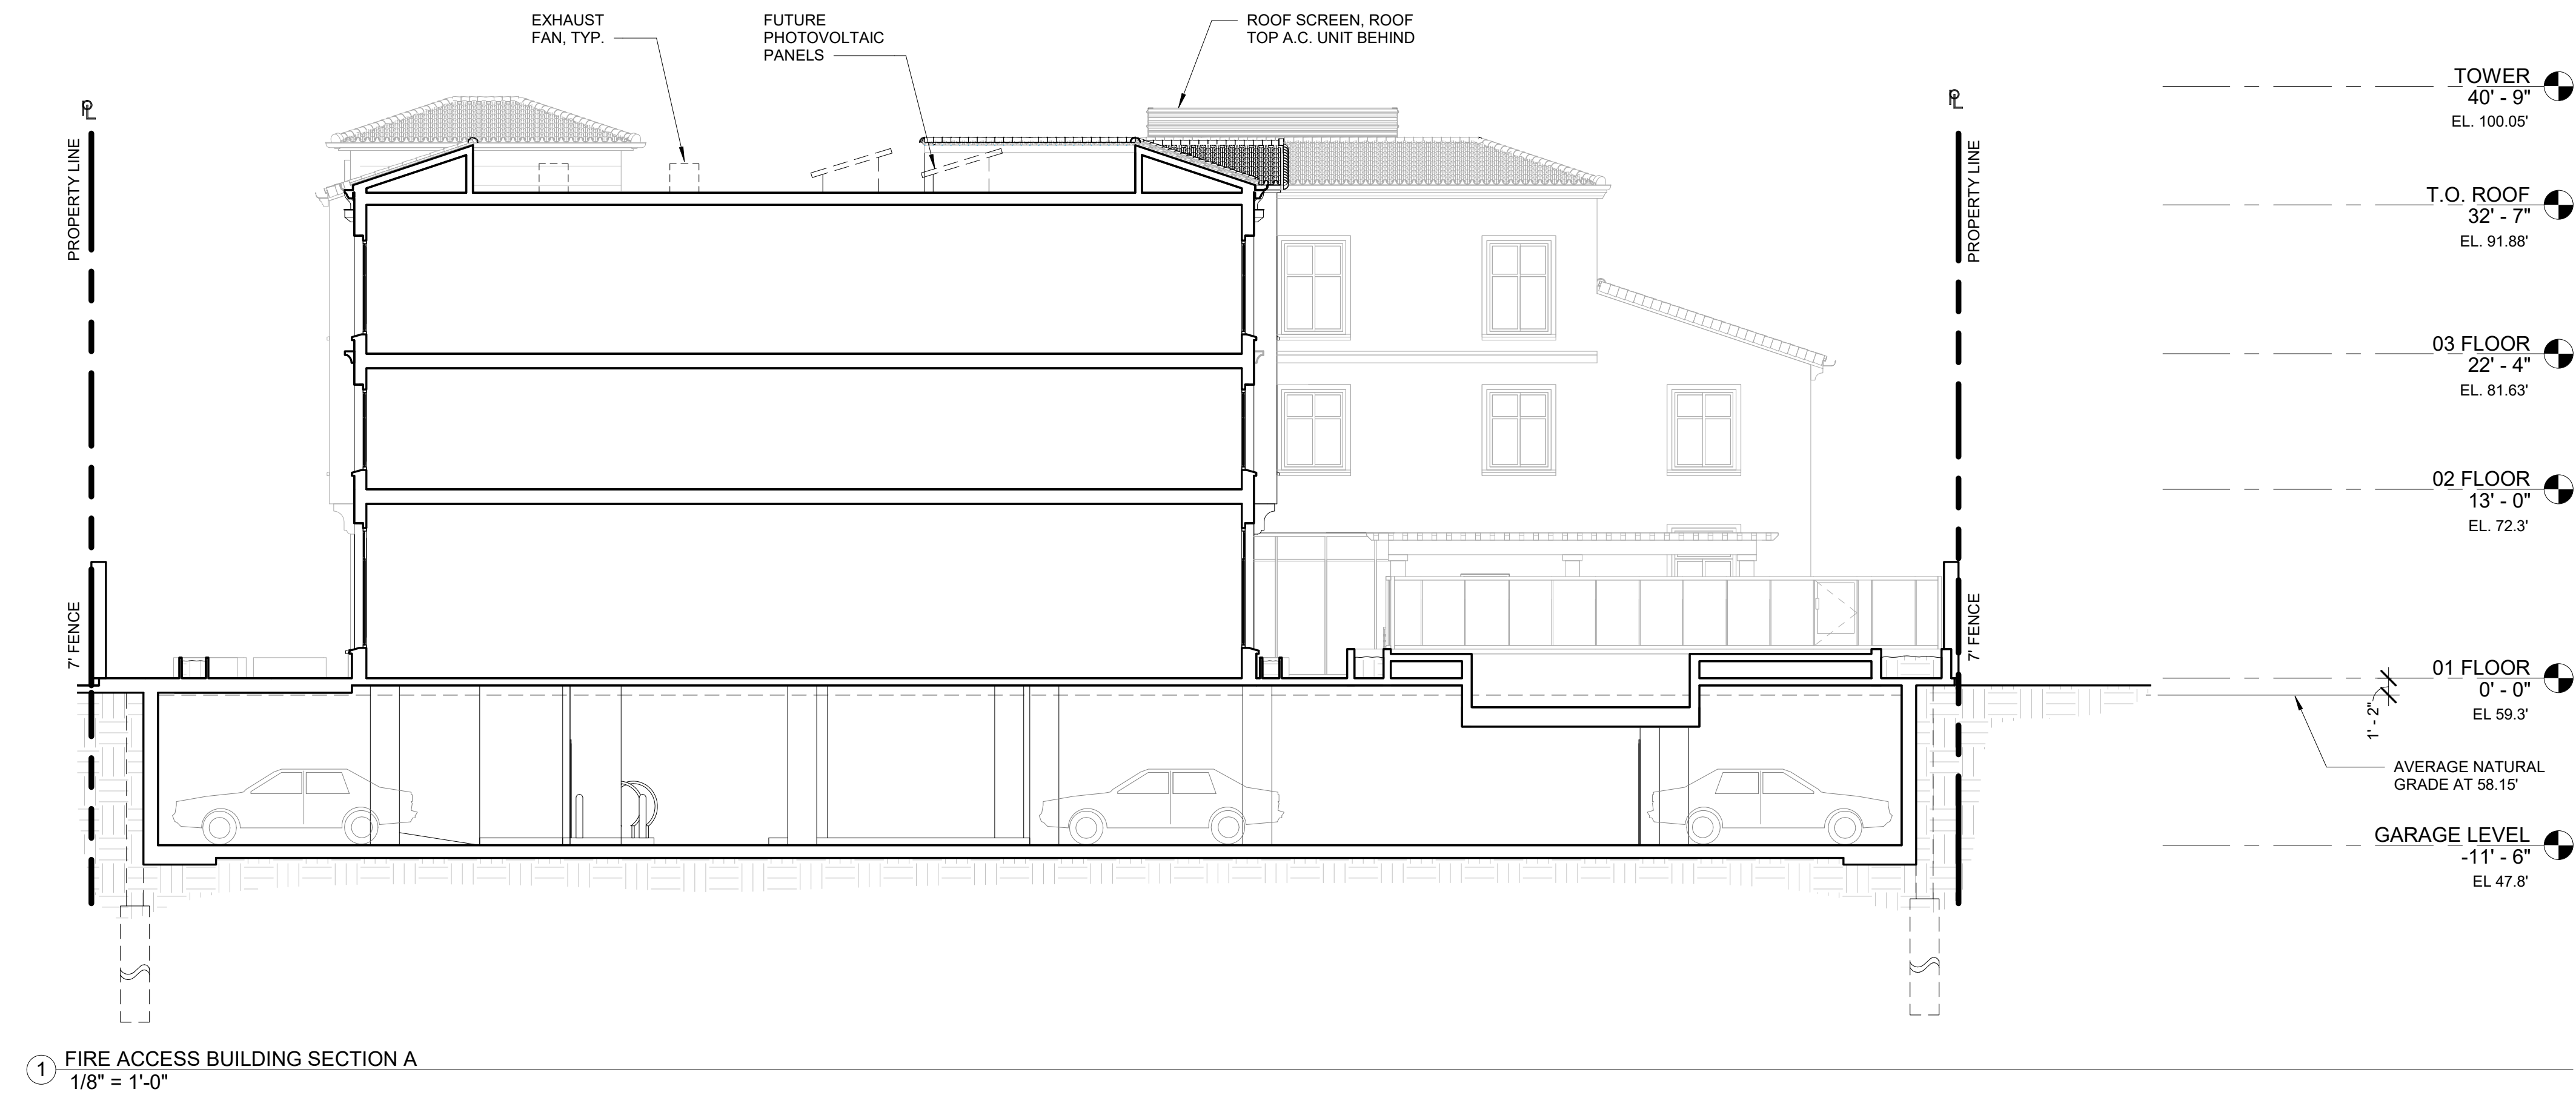 EXHAUST
FAN, TYP.
FUTURE
PHOTOVOLTAIC
PANELS
ROOF SCREEN, ROOF
TOP A.C. UNIT BEHIND
PL
PROPERTY LINE
7' FENCE
PL
PROPERTY LINE
7' FENCE
TOWER
40' - 9"
EL. 100.05'
T.O. ROOF
32' - 7"
EL. 91.88'
03 FLOOR
22' - 4"
EL. 81.63'
02 FLOOR
13' - 0"
EL. 72.3'
01 FLOOR
0' - 0"
EL 59.3'
1' - 2"
AVERAGE NATURAL
GRADE AT 58.15'
GARAGE LEVEL
-11' - 6"
EL 47.8'
1 FIRE ACCESS BUILDING SECTION A
1/8" = 1'-0"